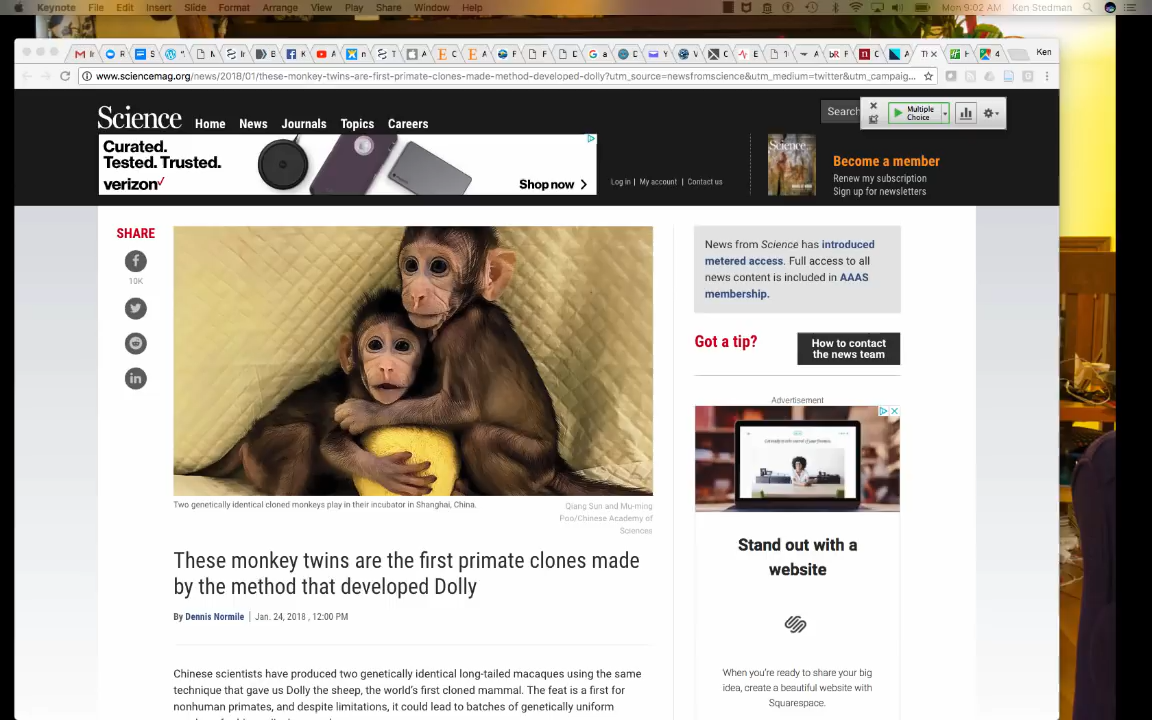 Keynote File Edit Insert Slide Format Arrange View Play Share Window Help
Mon 9:02 AM Ken Stedman
Ken
www.sciencemag.org/news/2018/01/these-monkey-twins-are-first-primate-clones-made-method-developed-dolly?utm_source=newsfromscience&utm_medium=twitter&utm_campaig...
Science
Home News Journals Topics Careers
Search
Multiple
Choice
Curated.
Tested. Trusted.
verizon✓
Shop now
Log in | My account | Contact us
Science
Become a member
Renew my subscription
Sign up for newsletters
SHARE
10K
Two genetically identical cloned monkeys play in their incubator in Shanghai, China.
Qiang Sun and Mu-ming
Poo/Chinese Academy of
Sciences
These monkey twins are the first primate clones made
by the method that developed Dolly
By Dennis Normile | Jan. 24, 2018 , 12:00 PM
Chinese scientists have produced two genetically identical long-tailed macaques using the same
technique that gave us Dolly the sheep, the world's first cloned mammal. The feat is a first for
nonhuman primates, and despite limitations, it could lead to batches of genetically uniform
News from Science has introduced
metered access. Full access to all
news content is included in AAAS
membership.
Got a tip?
How to contact
the news team
Advertisement
Stand out with a
website
When you're ready to share your big
idea, create a beautiful website with
Squarespace.